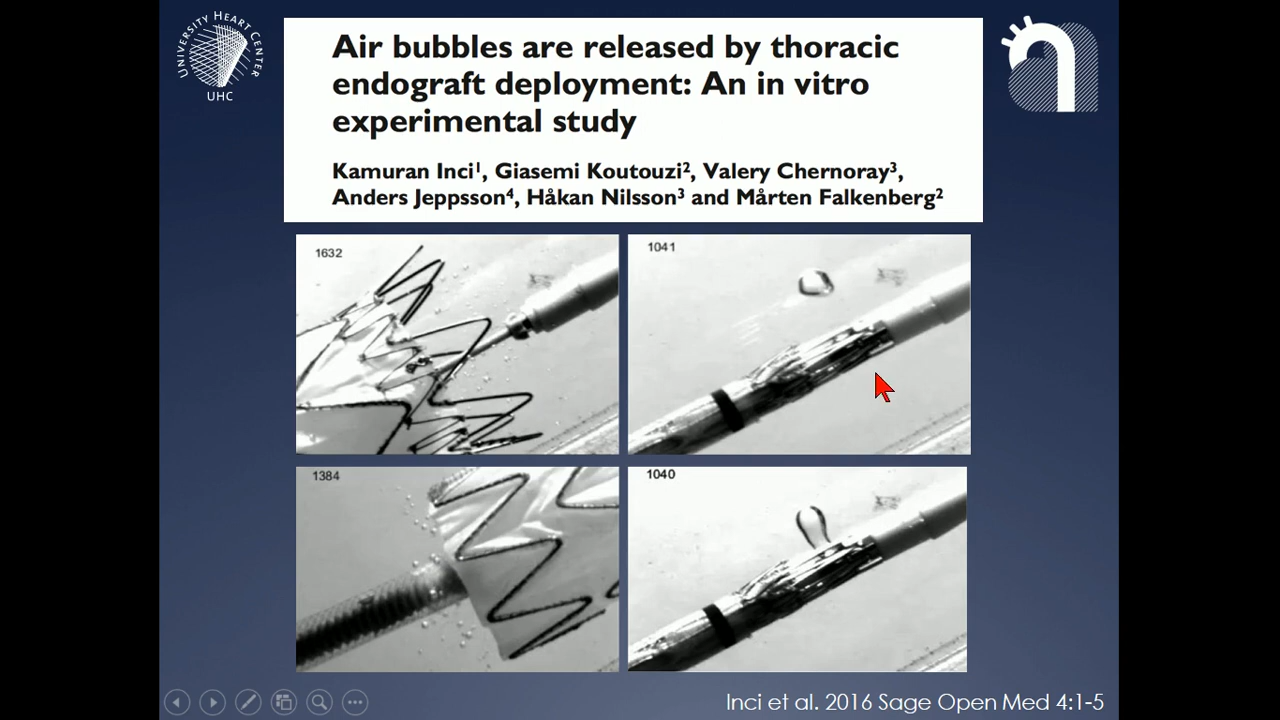 UNIVERSITY HEART CENTER
UHC
Air bubbles are released by thoracic
endograft deployment: An in vitro
experimental study
Kamuran Inci¹, Giasemi Koutouzi², Valery Chernoray³,
Anders Jeppsson⁴, Håkan Nilsson³ and Mårten Falkenberg²
1632
1041
1384
1040
Inci et al. 2016 Sage Open Med 4:1-5